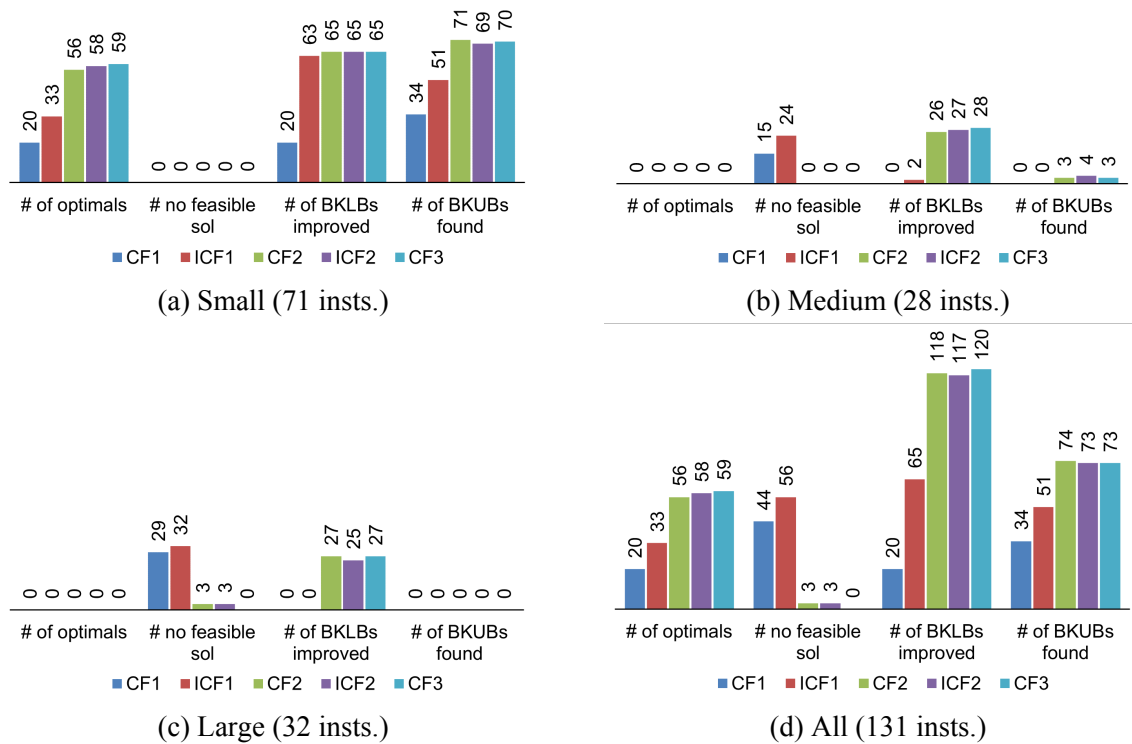 20 33 56 58 59 0 0 0 0 0 20 63 65 65 65 34 51 71 69 70
# of optimals # no feasible sol # of BKLBs improved # of BKUBs found
CF1 ICF1 CF2 ICF2 CF3
(a) Small (71 insts.)
0 0 0 0 0 15 24 0 0 0 0 2 26 27 28 0 0 3 4 3
# of optimals # no feasible sol # of BKLBs improved # of BKUBs found
CF1 ICF1 CF2 ICF2 CF3
(b) Medium (28 insts.)
0 0 0 0 0 29 32 3 3 0 0 0 27 25 27 0 0 0 0 0
# of optimals # no feasible sol # of BKLBs improved # of BKUBs found
CF1 ICF1 CF2 ICF2 CF3
(c) Large (32 insts.)
20 33 56 58 59 44 56 3 3 0 20 65 118 117 120 34 51 74 73 73
# of optimals # no feasible sol # of BKLBs improved # of BKUBs found
CF1 ICF1 CF2 ICF2 CF3
(d) All (131 insts.)